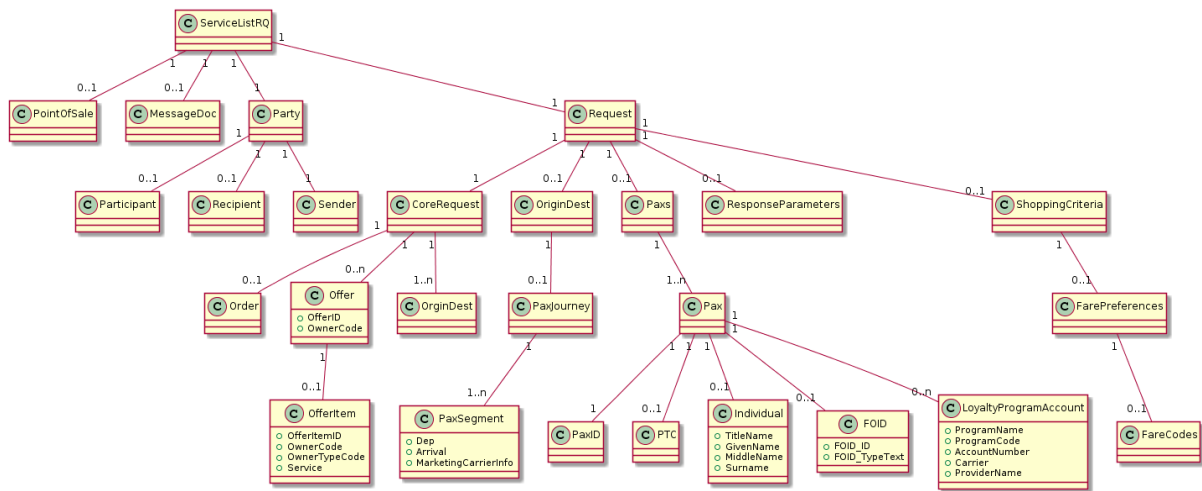 C ServiceListRQ
1
1
1
1
0..1
0..1
1
1
C PointOfSale
C MessageDoc
C Party
C Request
1
1
1
1
1
1
1
1
0..1
0..1
1
1
0..1
0..1
0..1
0..1
C Participant
C Recipient
C Sender
C CoreRequest
C OriginDest
C Paxs
C ResponseParameters
C ShoppingCriteria
1
1
1
1
1
1
0..1
0..n
1..n
0..1
1..n
0..1
C Order
C Offer
OfferID
OwnerCode
C OrginDest
C PaxJourney
C Pax
C FarePreferences
1
1
1
1
1
1
1
1
0..1
1..n
1
0..1
0..1
0..1
0..n
0..1
C OfferItem
OfferItemID
OwnerCode
OwnerTypeCode
Service
C PaxSegment
Dep
Arrival
MarketingCarrierInfo
C PaxID
C PTC
C Individual
TitleName
GivenName
MiddleName
Surname
C FOID
FOID_ID
FOID_TypeText
C LoyaltyProgramAccount
ProgramName
ProgramCode
AccountNumber
Carrier
ProviderName
C FareCodes